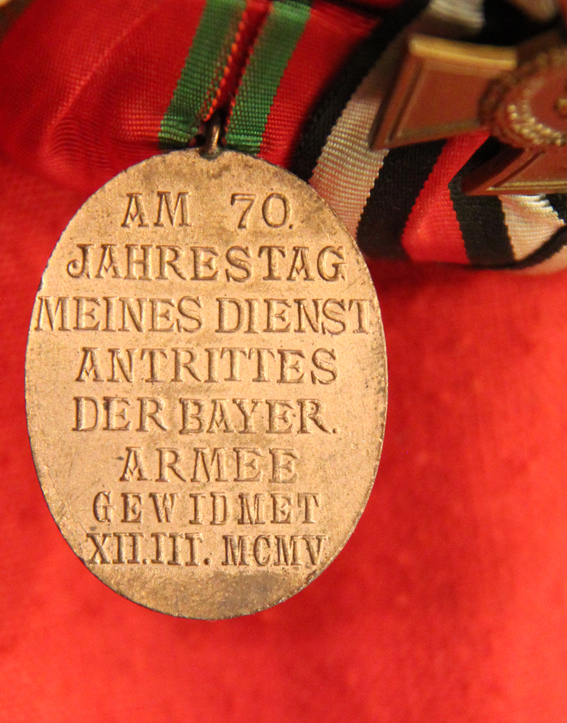 AM 70.
JAHRESTAG
MEINES DIENST
ANTRITTES
DER BAYER.
ARMEE
GEWIDMET
XII.III. MCMV